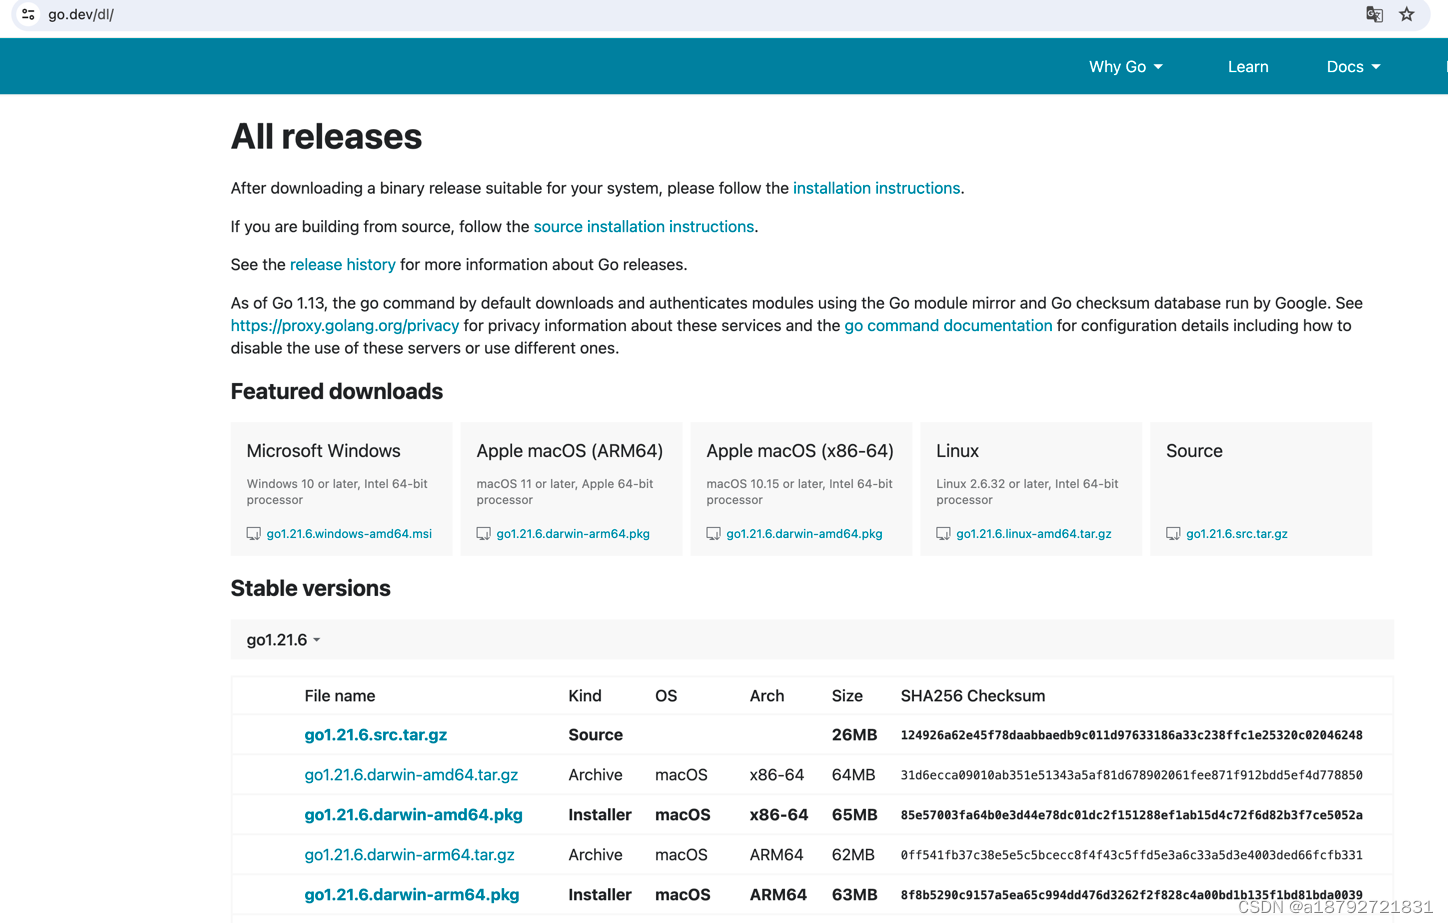 go.dev/dl/
Why Go Learn Docs
All releases
After downloading a binary release suitable for your system, please follow the installation instructions.
If you are building from source, follow the source installation instructions.
See the release history for more information about Go releases.
As of Go 1.13, the go command by default downloads and authenticates modules using the Go module mirror and Go checksum database run by Google. See
https://proxy.golang.org/privacy for privacy information about these services and the go command documentation for configuration details including how to
disable the use of these servers or use different ones.
Featured downloads
Microsoft Windows
Windows 10 or later, Intel 64-bit
processor
go1.21.6.windows-amd64.msi
Apple macOS (ARM64)
macOS 11 or later, Apple 64-bit
processor
go1.21.6.darwin-arm64.pkg
Apple macOS (x86-64)
macOS 10.15 or later, Intel 64-bit
processor
go1.21.6.darwin-amd64.pkg
Linux
Linux 2.6.32 or later, Intel 64-bit
processor
go1.21.6.linux-amd64.tar.gz
Source
go1.21.6.src.tar.gz
Stable versions
go1.21.6
File name Kind OS Arch Size SHA256 Checksum
go1.21.6.src.tar.gz Source 26MB 124926a62e45f78daabbaedb9c011d97633186a33c238ffc1e25320c02046248
go1.21.6.darwin-amd64.tar.gz Archive macOS x86-64 64MB 31d6ecca09010ab351e51343a5af81d678902061fee871f912bdd5ef4d778850
go1.21.6.darwin-amd64.pkg Installer macOS x86-64 65MB 85e57003fa64b0e3d44e78dc01dc2f151288ef1ab15d4c72f6d82b3f7ce5052a
go1.21.6.darwin-arm64.tar.gz Archive macOS ARM64 62MB 0ff541fb37c38e5e5c5bcecc8f4f43c5ffd5e3a6c33a5d3e4003ded66fcfb331
go1.21.6.darwin-arm64.pkg Installer macOS ARM64 63MB 8f8b5290c9157a5ea65c994dd476d3262f2f828c4a00bd1b135f1bd81bda0039
CSDN @a18792721831